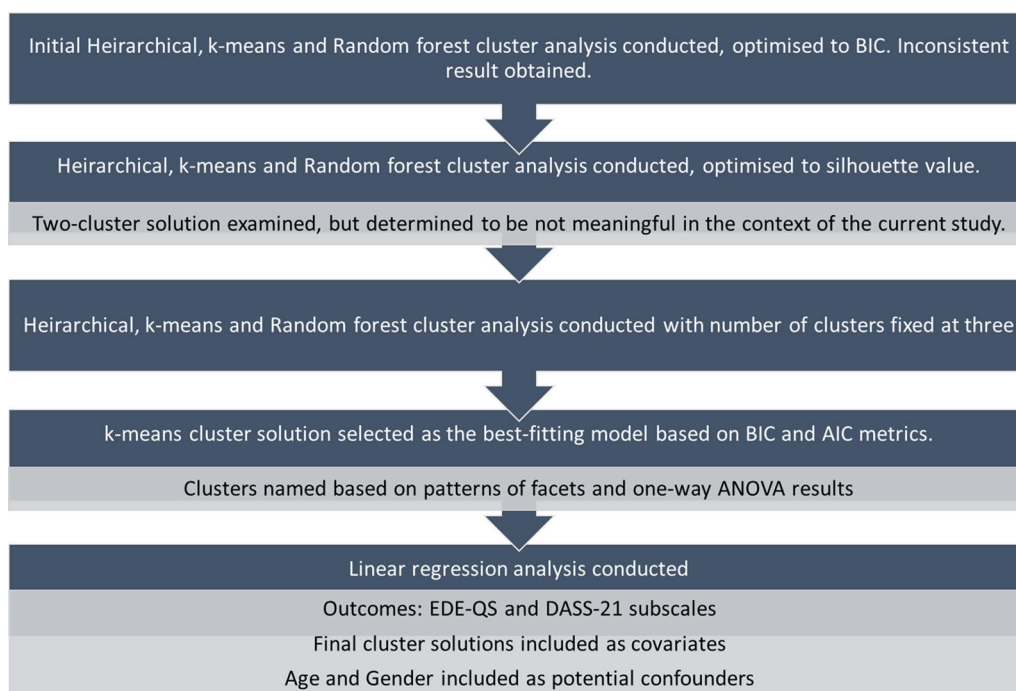 Initial Heirarchical, k-means and Random forest cluster analysis conducted, optimised to BIC. Inconsistent
result obtained.
Heirarchical, k-means and Random forest cluster analysis conducted, optimised to silhouette value.
Two-cluster solution examined, but determined to be not meaningful in the context of the current study.
Heirarchical, k-means and Random forest cluster analysis conducted with number of clusters fixed at three
k-means cluster solution selected as the best-fitting model based on BIC and AIC metrics.
Clusters named based on patterns of facets and one-way ANOVA results
Linear regression analysis conducted
Outcomes: EDE-QS and DASS-21 subscales
Final cluster solutions included as covariates
Age and Gender included as potential confounders